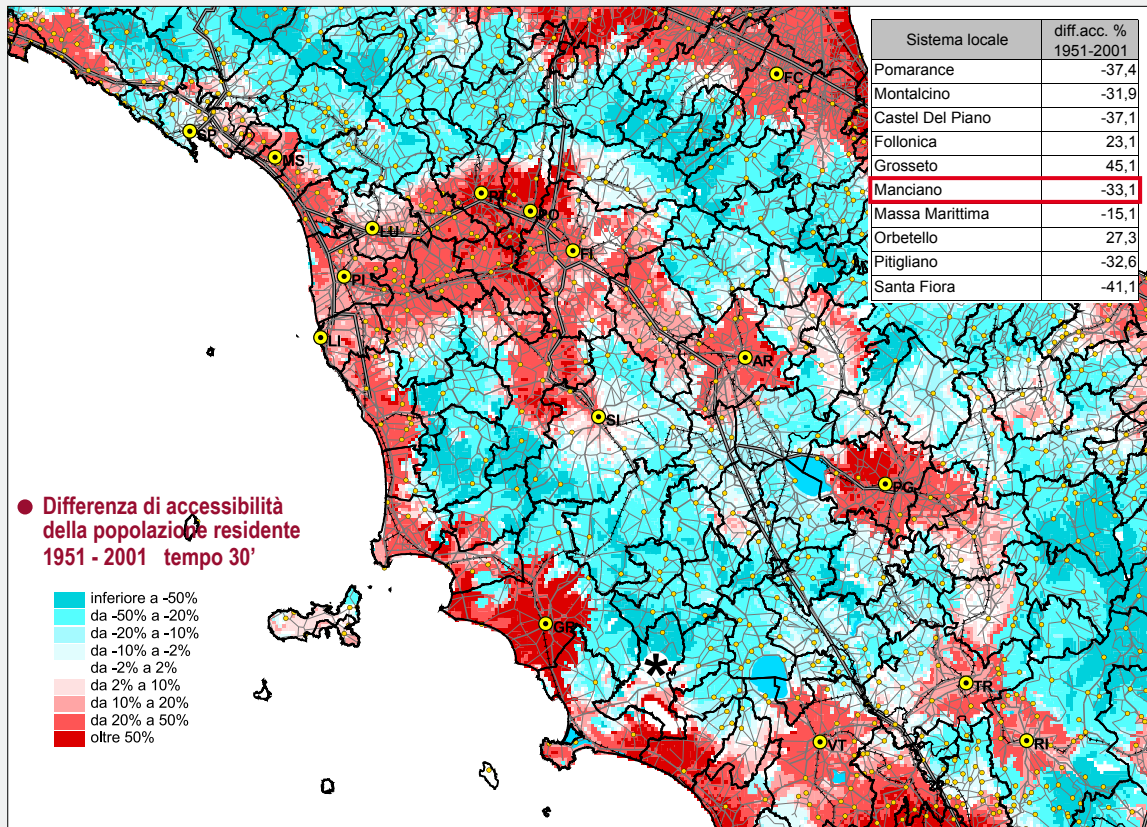 Sistema locale diff.acc. % 1951-2001
Pomarance -37,4
Montalcino -31,9
Castel Del Piano -37,1
Follonica 23,1
Grosseto 45,1
Manciano -33,1
Massa Marittima -15,1
Orbetello 27,3
Pitigliano -32,6
Santa Fiora -41,1
FC
SP
MS
PO
LU
FI
PI
LI
AR
SI
PG
GR
*
TR
VT
RI
● Differenza di accessibilità
della popolazione residente
1951 - 2001 tempo 30'
inferiore a -50%
da -50% a -20%
da -20% a -10%
da -10% a -2%
da -2% a 2%
da 2% a 10%
da 10% a 20%
da 20% a 50%
oltre 50%